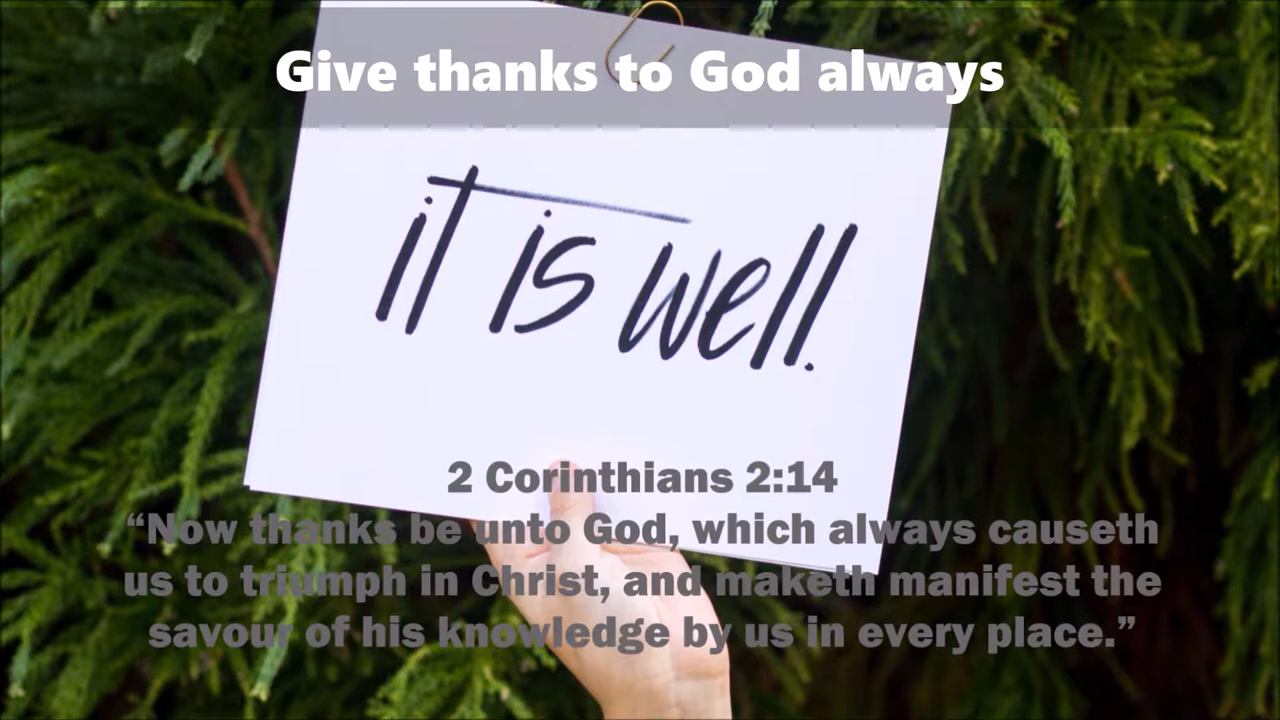 Give thanks to God always
it is well.
2 Corinthians 2:14
“Now thanks be unto God, which always causeth
us to triumph in Christ, and maketh manifest the
savour of his knowledge by us in every place.”